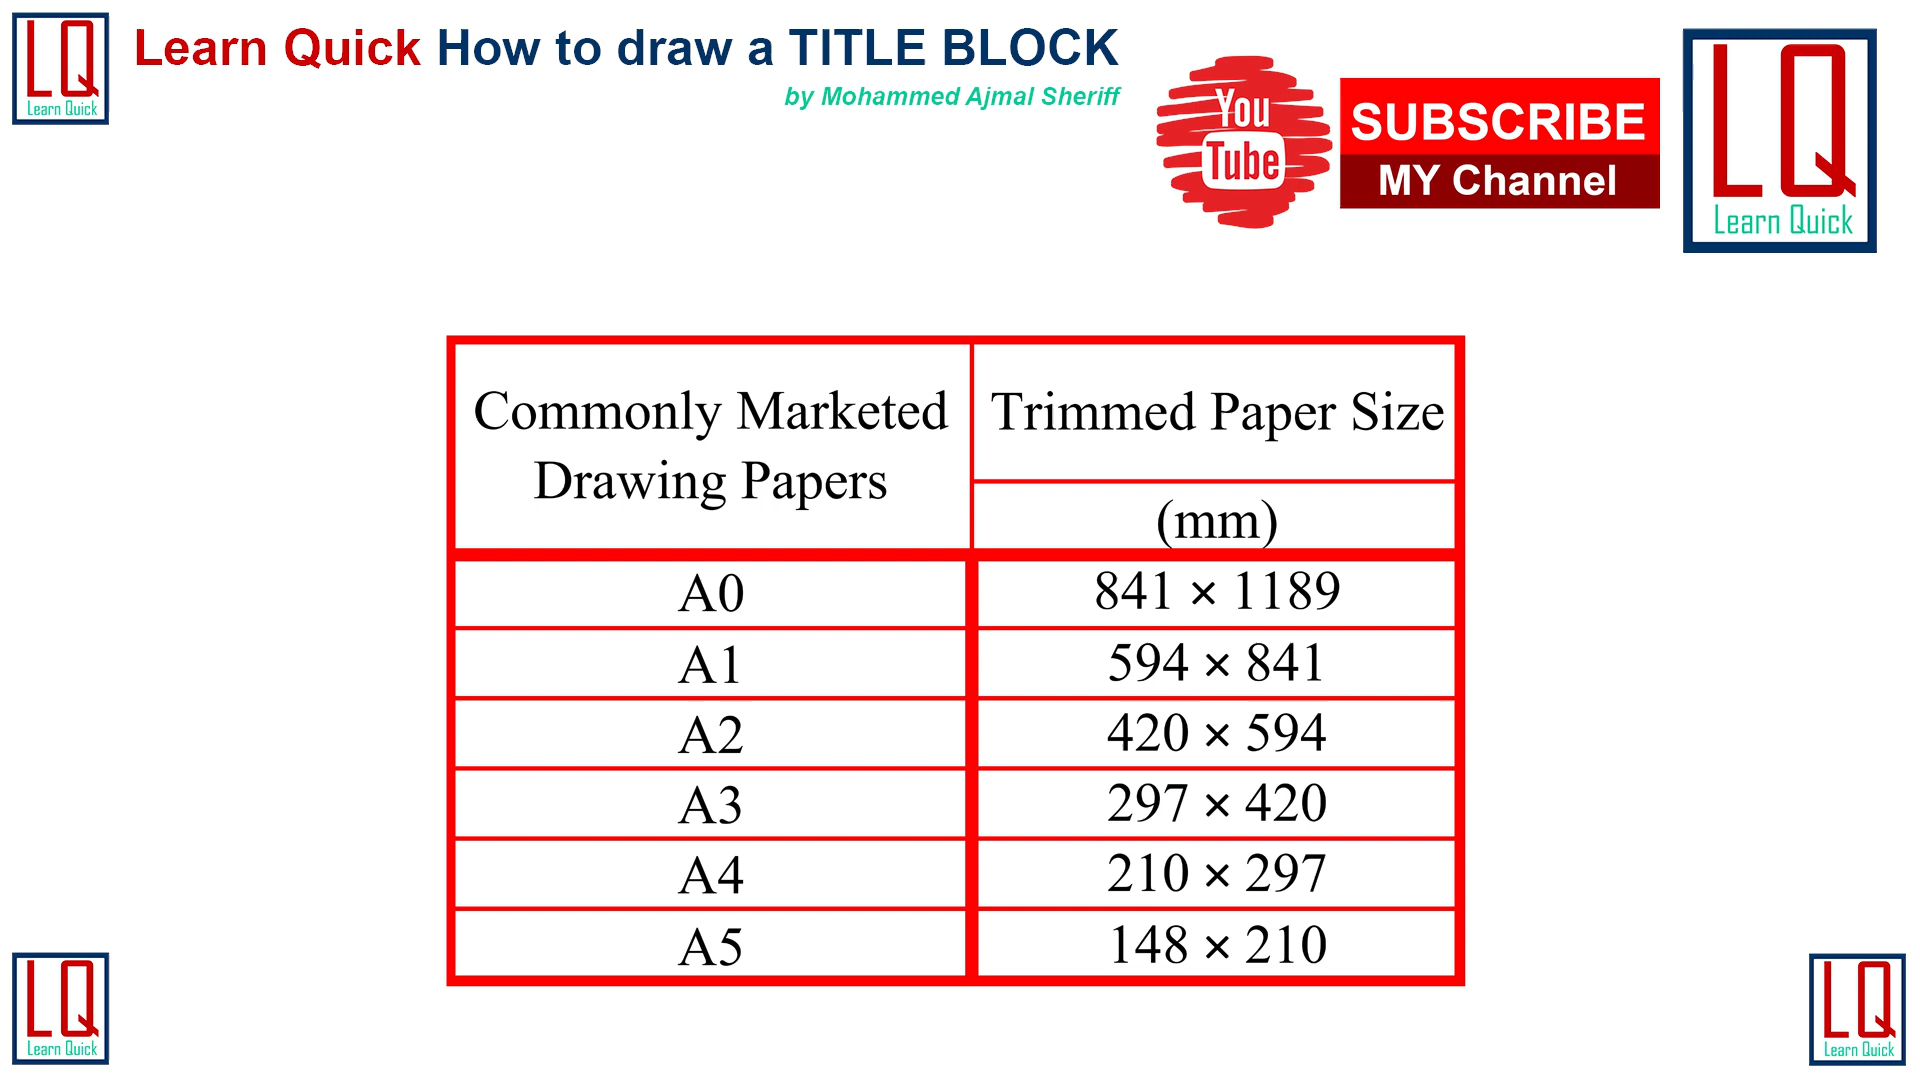 LQ
Learn Quick
Learn Quick How to draw a TITLE BLOCK
by Mohammed Ajmal Sheriff
You
Tube
SUBSCRIBE
MY Channel
LQ
Learn Quick
Commonly Marketed
Drawing Papers
Trimmed Paper Size
(mm)
A0 841 × 1189
A1 594 × 841
A2 420 × 594
A3 297 × 420
A4 210 × 297
A5 148 × 210
LQ
Learn Quick
LQ
Learn Quick